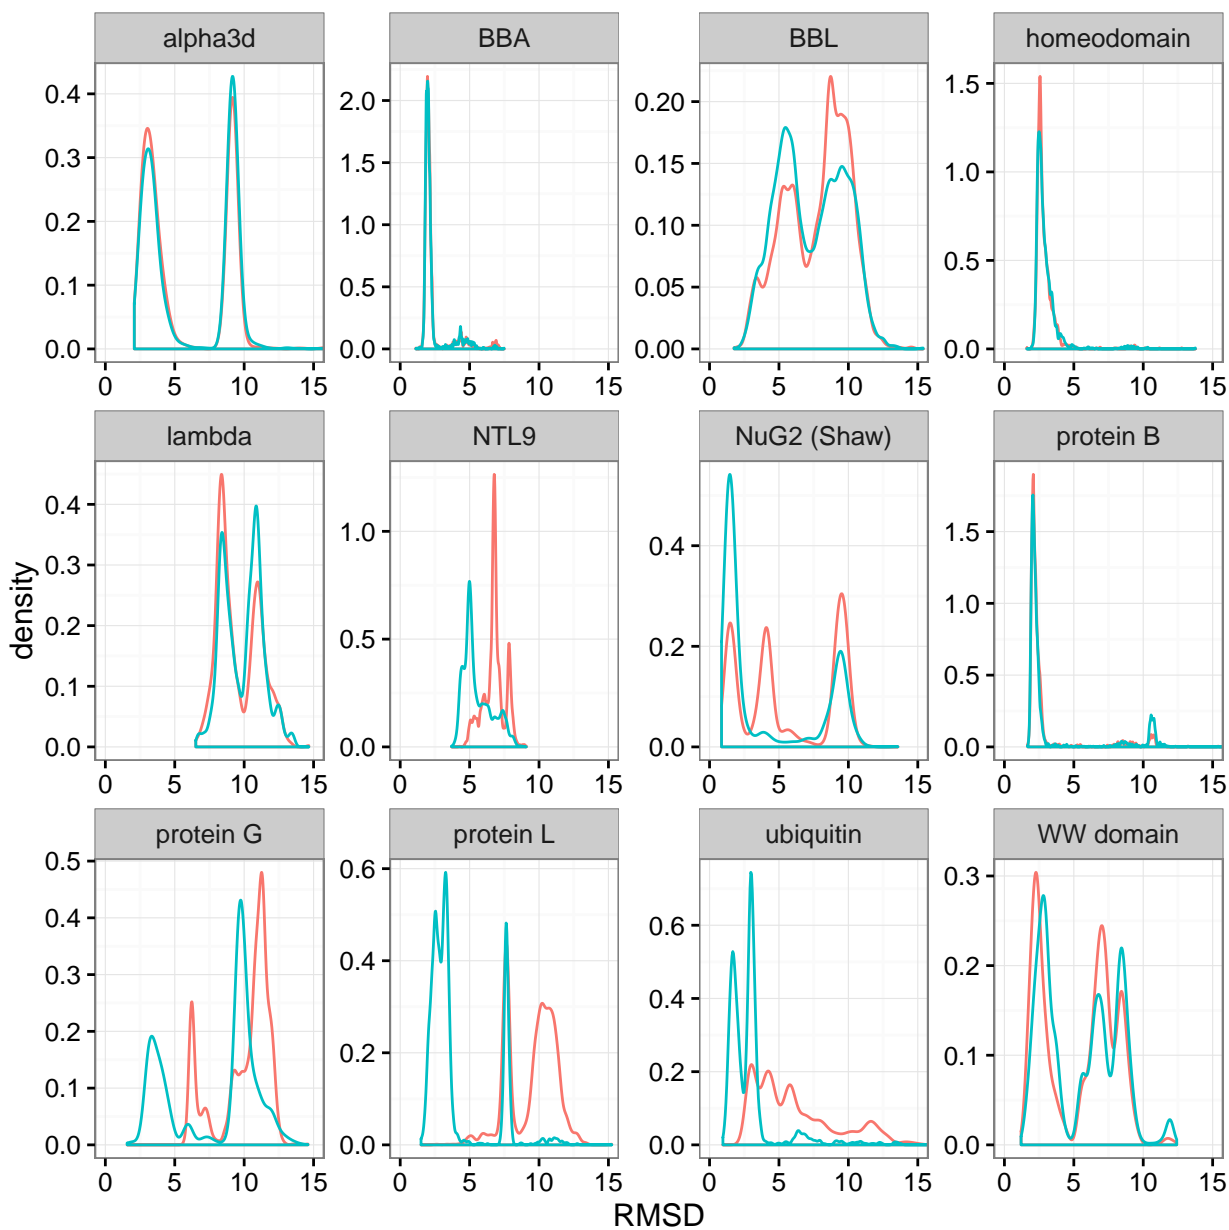 alpha3d BBA BBL homeodomain
0.4 0.3 0.2 0.1 0.0
2.0 1.5 1.0 0.5 0.0
0.20 0.15 0.10 0.05 0.00
1.5 1.0 0.5 0.0
0 5 10 15 0 5 10 15 0 5 10 15 0 5 10 15
lambda NTL9 NuG2 (Shaw) protein B
0.4 0.3 0.2 0.1 0.0
1.0 0.5 0.0
0.4 0.2 0.0
1.5 1.0 0.5 0.0
0 5 10 15 0 5 10 15 0 5 10 15 0 5 10 15
density
protein G protein L ubiquitin WW domain
0.5 0.4 0.3 0.2 0.1 0.0
0.6 0.4 0.2 0.0
0.6 0.4 0.2 0.0
0.3 0.2 0.1 0.0
0 5 10 15 0 5 10 15 0 5 10 15 0 5 10 15
RMSD